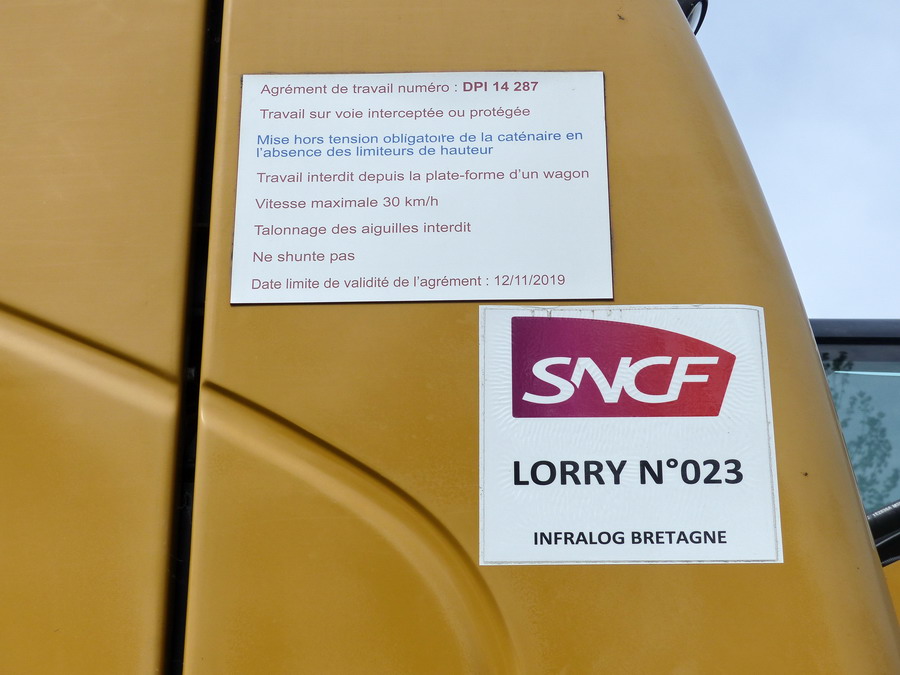 Agrément de travail numéro : DPI 14 287
Travail sur voie interceptée ou protégée
Mise hors tension obligatoire de la caténaire en
l'absence des limiteurs de hauteur
Travail interdit depuis la plate-forme d'un wagon
Vitesse maximale 30 km/h
Talonnage des aiguilles interdit
Ne shunte pas
Date limite de validité de l'agrément : 12/11/2019
SNCF
LORRY N°023
INFRALOG BRETAGNE